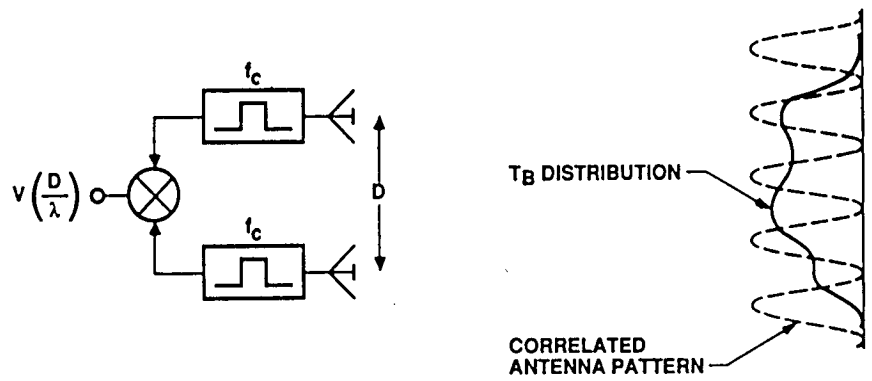 f_c
V(D/λ)
D
f_c
T_B DISTRIBUTION
CORRELATED
ANTENNA PATTERN